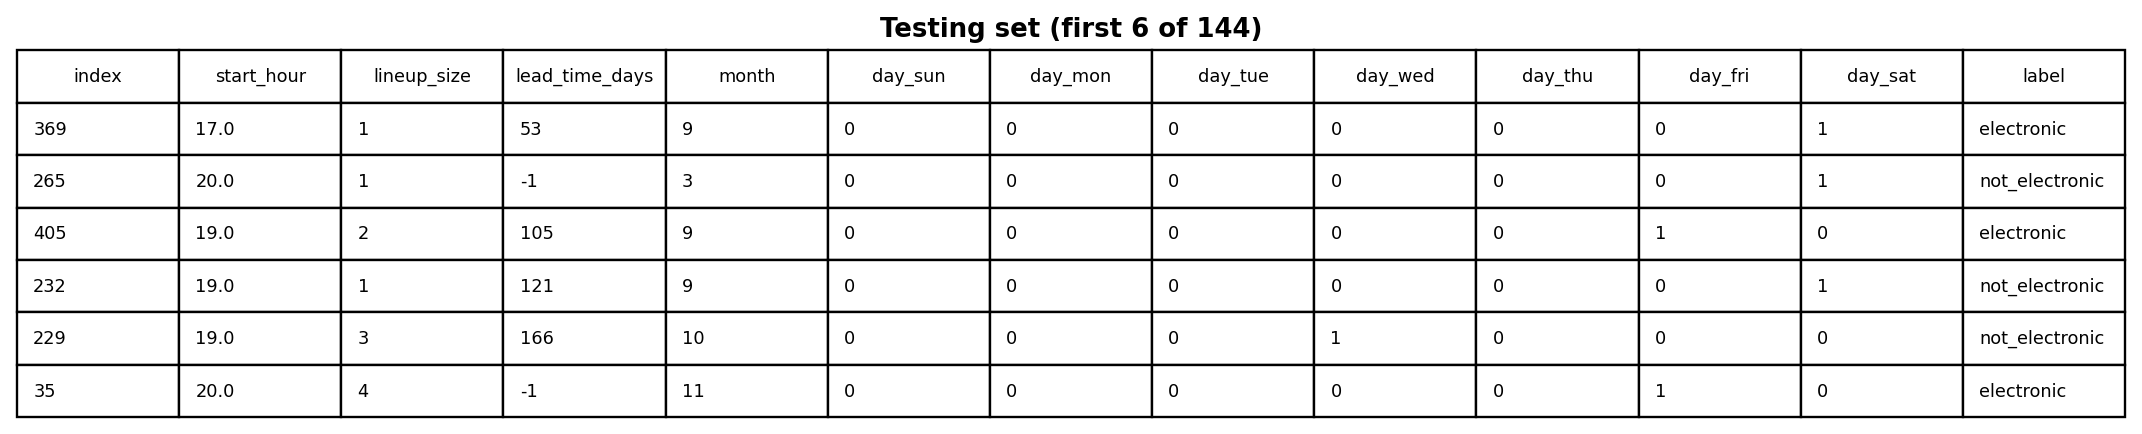 Testing set (first 6 of 144)
index start_hour lineup_size lead_time_days month day_sun day_mon day_tue day_wed day_thu day_fri day_sat label
369 17.0 1 53 9 0 0 0 0 0 0 1 electronic
265 20.0 1 -1 3 0 0 0 0 0 0 1 not_electronic
405 19.0 2 105 9 0 0 0 0 0 1 0 electronic
232 19.0 1 121 9 0 0 0 0 0 0 1 not_electronic
229 19.0 3 166 10 0 0 0 1 0 0 0 not_electronic
35 20.0 4 -1 11 0 0 0 0 0 1 0 electronic